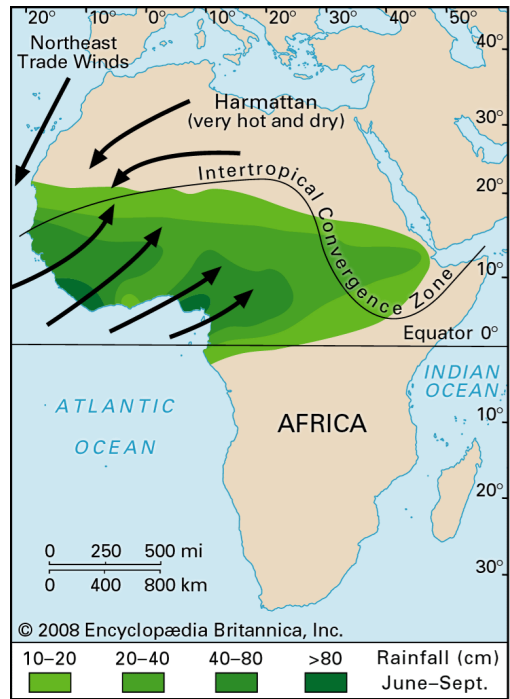 20° 10° 0° 10° 20° 30° 40° 50°
Northeast
Trade Winds
40°
Harmattan
(very hot and dry)
30°
Intertropical Convergence Zone
20°
10°
Equator 0°
INDIAN
OCEAN
ATLANTIC
OCEAN
AFRICA
10°
20°
30°
0 250 500 mi
0 400 800 km
© 2008 Encyclopædia Britannica, Inc.
10–20 20–40 40–80 >80 Rainfall (cm)
June–Sept.